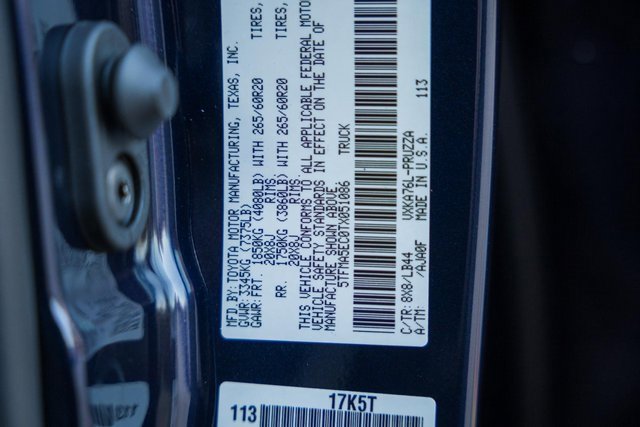 MFD.BY: TOYOTA MOTOR MANUFACTURING, TEXAS, INC.
GVWR: 3345KG (7375LB)
GAWR: FRT. 1850KG (4080LB) WITH 265/60R20 TIRES,
20X8J RIMS.
RR. 1750KG (3860LB) WITH 265/60R20 TIRES,
20X8J RIMS.
THIS VEHICLE CONFORMS TO ALL APPLICABLE FEDERAL MOTOR
VEHICLE SAFETY STANDARDS IN EFFECT ON THE DATE OF
MANUFACTURE SHOWN ABOVE.
5TFMA5EC0TX051086 TRUCK
C/TR: 8X8/LB44 VXKA76L-PRUZZA 113
A/TM: /AJA0F MADE IN U.S.A.
17K5T
113